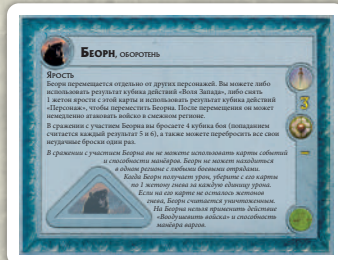 БЕОРН, ОБОРОТЕНЬ
ЯРОСТЬ
Беорн перемещается отдельно от других персонажей. Вы можете либо
использовать результат кубика действий «Воля Запада», либо снять
1 жетон ярости с этой карты и использовать результат кубика действий
«Персонаж», чтобы переместить Беорна. После перемещения он может
немедленно атаковать войско в смежном регионе.
В сражении с участием Беорна вы бросаете 4 кубика боя (попаданием
считается каждый результат 5 и 6), а также можете перебросить все свои
неудачные броски один раз.
В сражении с участием Беорна вы не можете использовать карты событий
и способности манёвров. Беорн не может находиться
в одном регионе с любыми боевыми отрядами.
Когда Беорн получает урон, уберите с его карты
по 1 жетону гнева за каждую единицу урона.
Если на его карте не осталось жетонов
гнева, Беорн считается уничтоженным.
На Беорна нельзя применить действие
«Воодушевить войска» и способность
манёвра варгов.
3
–